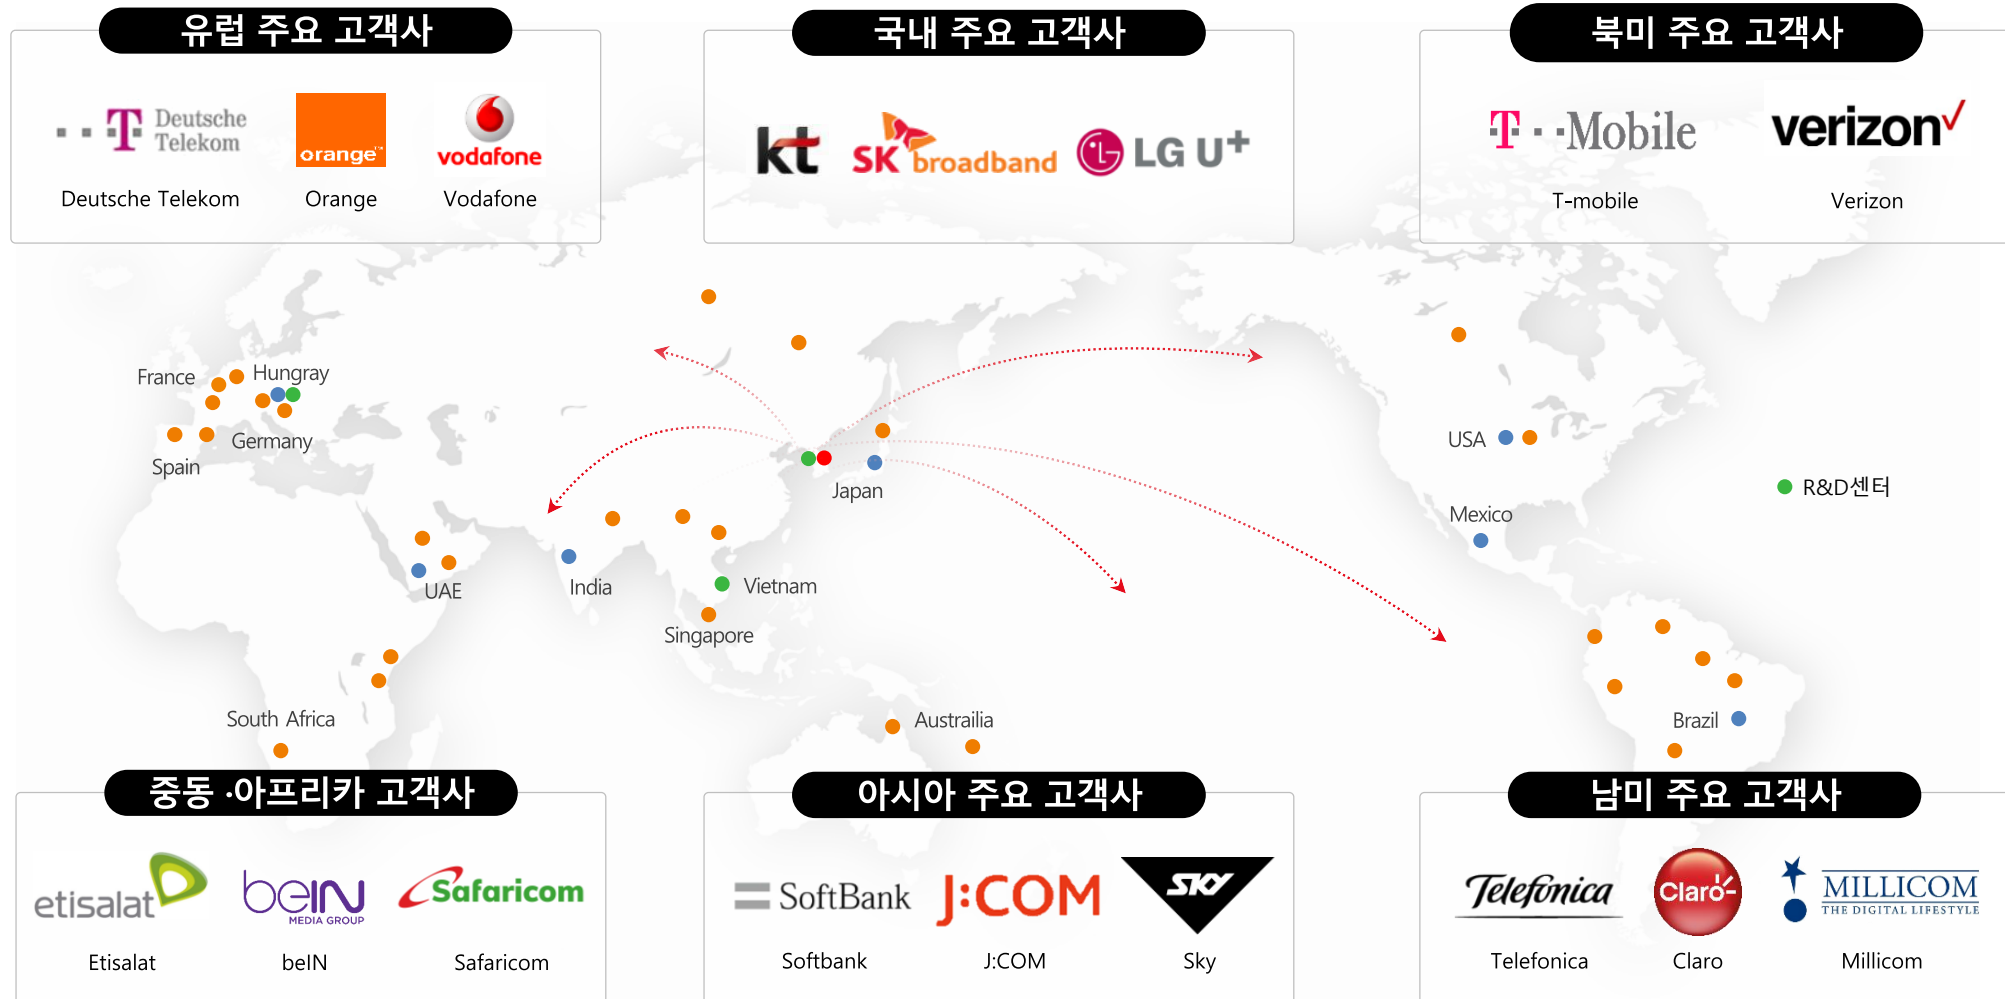 유럽 주요 고객사
Deutsche
Telekom
orange™
vodafone
Deutsche Telekom
Orange
Vodafone
국내 주요 고객사
kt
SK broadband
LG U+
북미 주요 고객사
T··Mobile
verizon✓
T-mobile
Verizon
France
Hungray
Germany
Spain
UAE
South Africa
India
Vietnam
Singapore
Japan
Austrailia
USA
Mexico
Brazil
R&D센터
중동 ·아프리카 고객사
etisalat
beIN
MEDIA GROUP
Safaricom
Etisalat
beIN
Safaricom
아시아 주요 고객사
SoftBank
J:COM
SKY
Softbank
J:COM
Sky
남미 주요 고객사
Telefónica
Claro
MILLICOM
THE DIGITAL LIFESTYLE
Telefonica
Claro
Millicom